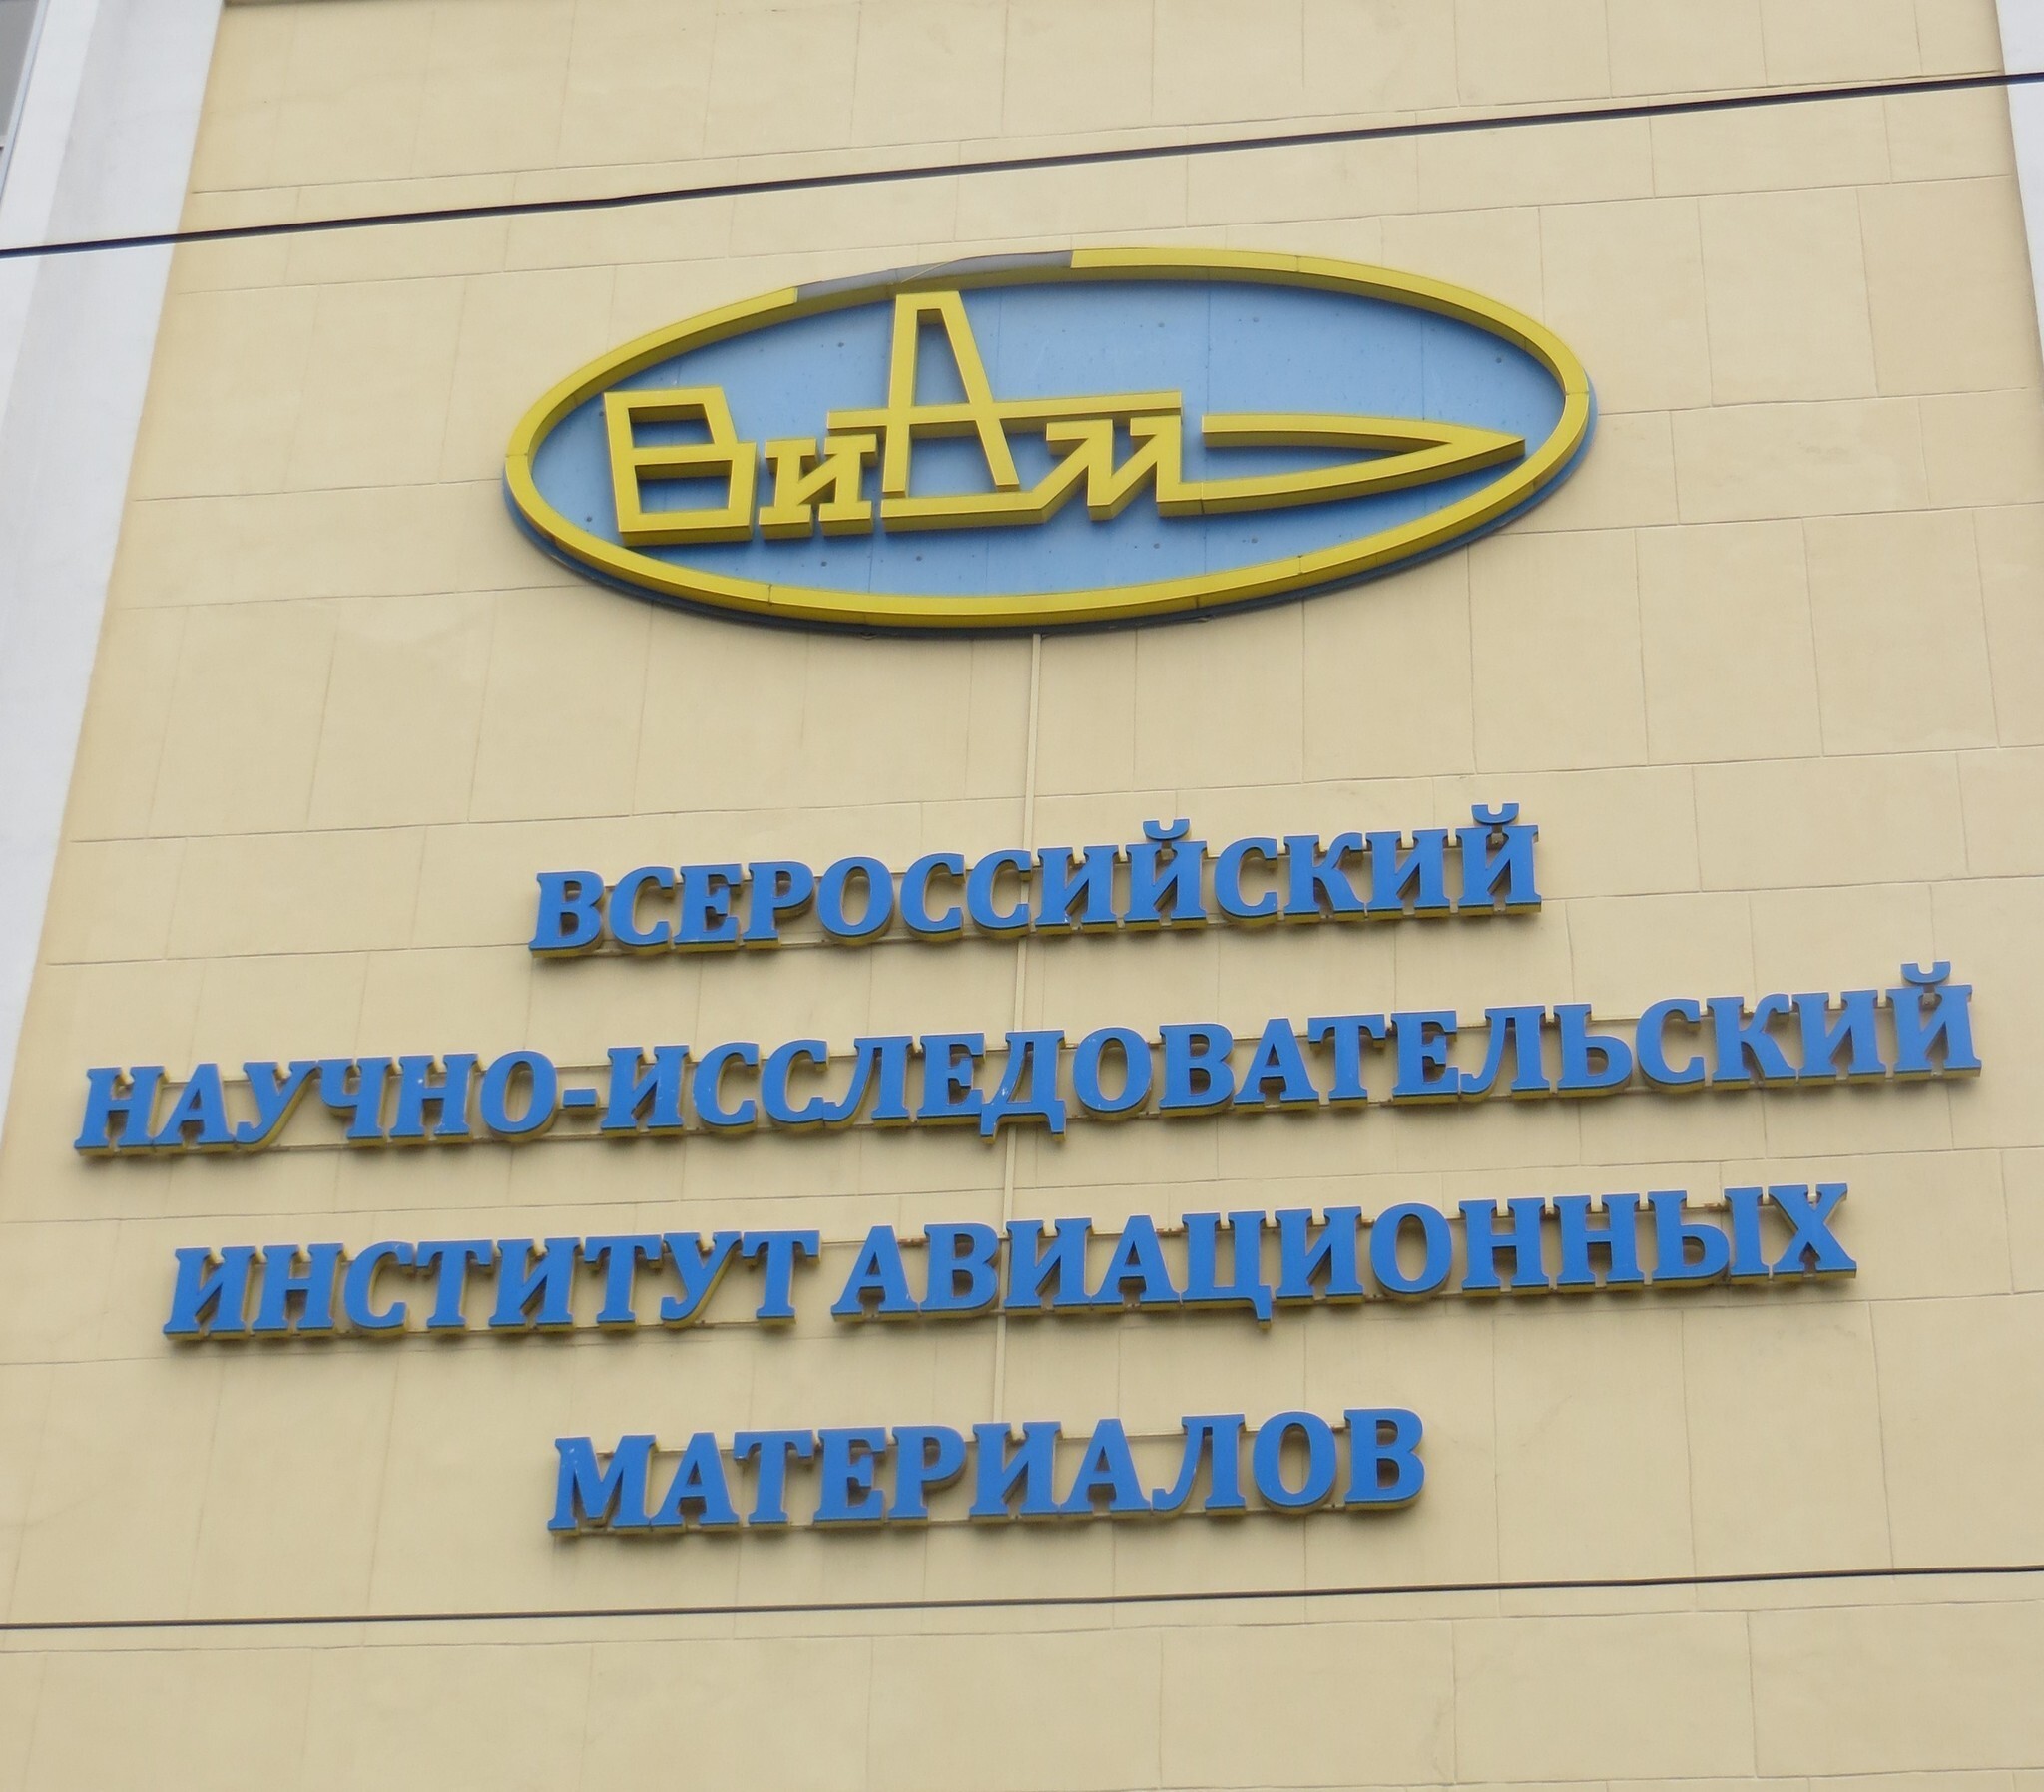 ВиАм
ВСЕРОССИЙСКИЙ
НАУЧНО-ИССЛЕДОВАТЕЛЬСКИЙ
ИНСТИТУТ АВИАЦИОННЫХ
МАТЕРИАЛОВ